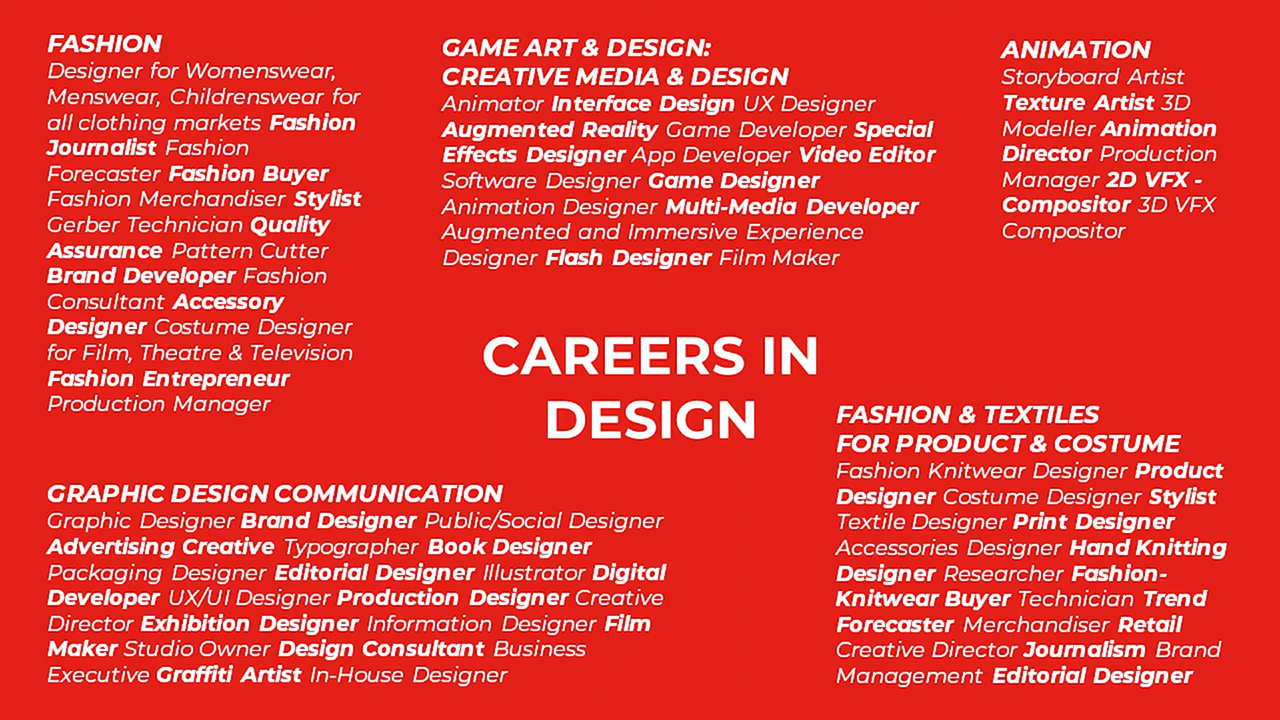 FASHION
Designer for Womenswear,
Menswear, Childrenswear for
all clothing markets Fashion
Journalist Fashion
Forecaster Fashion Buyer
Fashion Merchandiser Stylist
Gerber Technician Quality
Assurance Pattern Cutter
Brand Developer Fashion
Consultant Accessory
Designer Costume Designer
for Film, Theatre & Television
Fashion Entrepreneur
Production Manager
GAME ART & DESIGN:
CREATIVE MEDIA & DESIGN
Animator Interface Design UX Designer
Augmented Reality Game Developer Special
Effects Designer App Developer Video Editor
Software Designer Game Designer
Animation Designer Multi-Media Developer
Augmented and Immersive Experience
Designer Flash Designer Film Maker
ANIMATION
Storyboard Artist
Texture Artist 3D
Modeller Animation
Director Production
Manager 2D VFX -
Compositor 3D VFX
Compositor
CAREERS IN
DESIGN
GRAPHIC DESIGN COMMUNICATION
Graphic Designer Brand Designer Public/Social Designer
Advertising Creative Typographer Book Designer
Packaging Designer Editorial Designer Illustrator Digital
Developer UX/UI Designer Production Designer Creative
Director Exhibition Designer Information Designer Film
Maker Studio Owner Design Consultant Business
Executive Graffiti Artist In-House Designer
FASHION & TEXTILES
FOR PRODUCT & COSTUME
Fashion Knitwear Designer Product
Designer Costume Designer Stylist
Textile Designer Print Designer
Accessories Designer Hand Knitting
Designer Researcher Fashion-
Knitwear Buyer Technician Trend
Forecaster Merchandiser Retail
Creative Director Journalism Brand
Management Editorial Designer